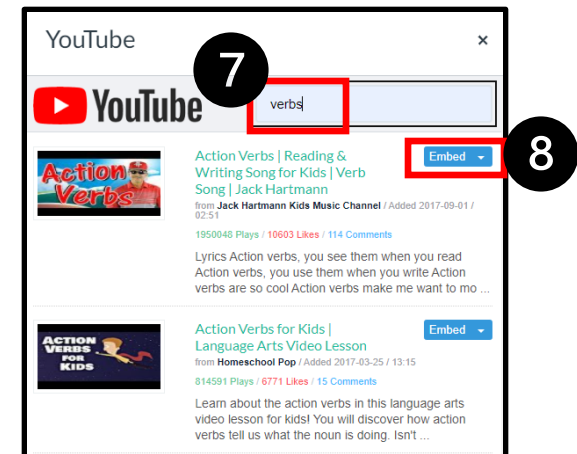 YouTube ×
7
YouTube verbs
Action Verbs
Action Verbs | Reading &
Writing Song for Kids | Verb
Song | Jack Hartmann
Embed
8
from Jack Hartmann Kids Music Channel / Added 2017-09-01 /
02:51
1950048 Plays / 10603 Likes / 114 Comments
Lyrics Action verbs, you see them when you read
Action verbs, you use them when you write Action
verbs are so cool Action verbs make me want to mo ...
ACTION
VERBS
FOR
KIDS
Action Verbs for Kids |
Language Arts Video Lesson
Embed
from Homeschool Pop / Added 2017-03-25 / 13:15
814591 Plays / 6771 Likes / 15 Comments
Learn about the action verbs in this language arts
video lesson for kids! You will discover how action
verbs tell us what the noun is doing. Isn't ...